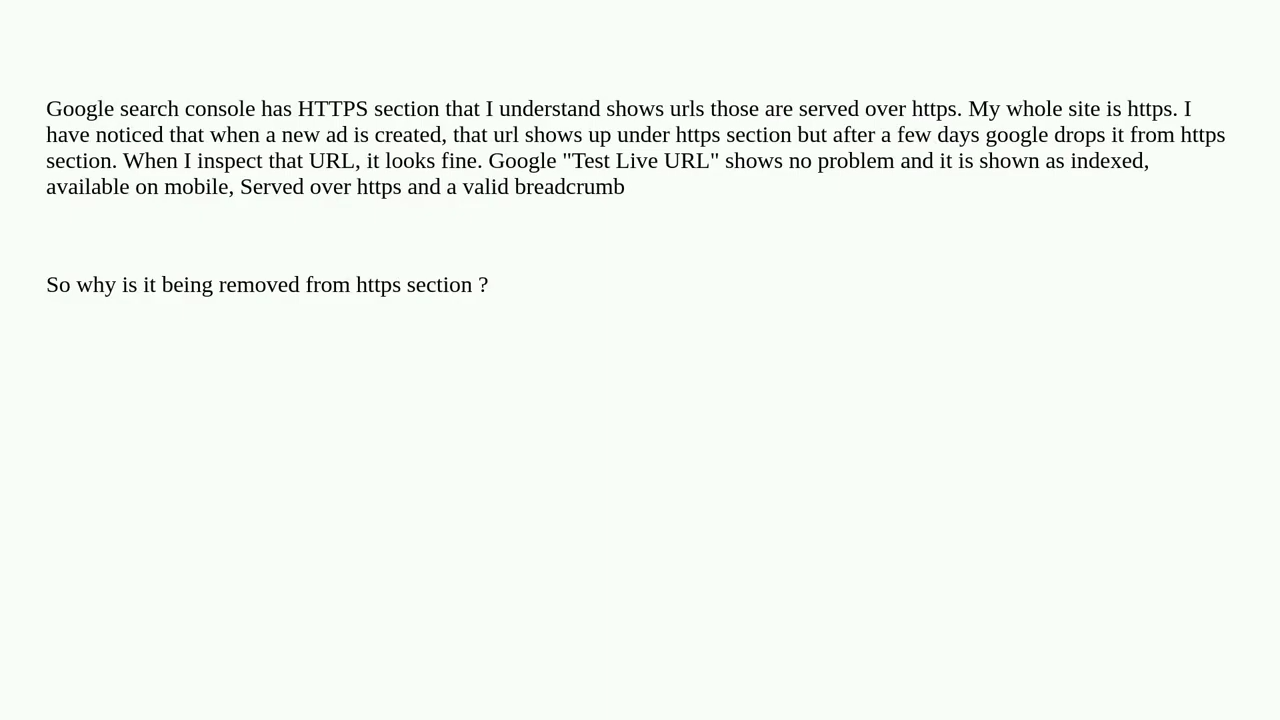 Google search console has HTTPS section that I understand shows urls those are served over https. My whole site is https. I
have noticed that when a new ad is created, that url shows up under https section but after a few days google drops it from https
section. When I inspect that URL, it looks fine. Google "Test Live URL" shows no problem and it is shown as indexed,
available on mobile, Served over https and a valid breadcrumb
So why is it being removed from https section ?